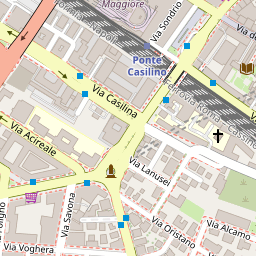 Maggiore
Via Sondrio
Ponte
Casilino
Via Casilina
Via Acireale
Via Lanusei
Via Savona
Via Alcamo
Via Oristano
Via Voghera